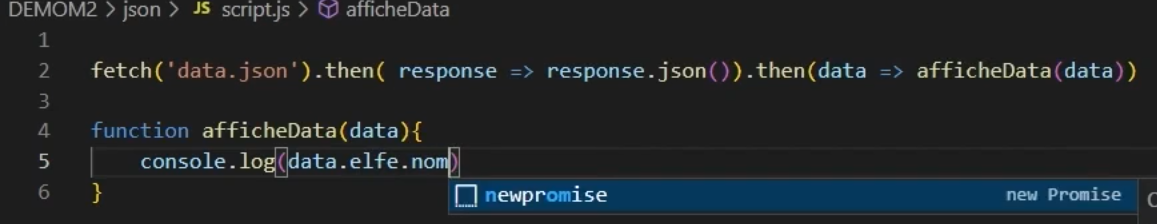 DEMOM2 > json > JS script.js > afficheData
1
2 fetch('data.json').then( response => response.json()).then(data => afficheData(data))
3
4 function afficheData(data){
5 console.log(data.elfe.nom)
newpromise new Promise
6 }